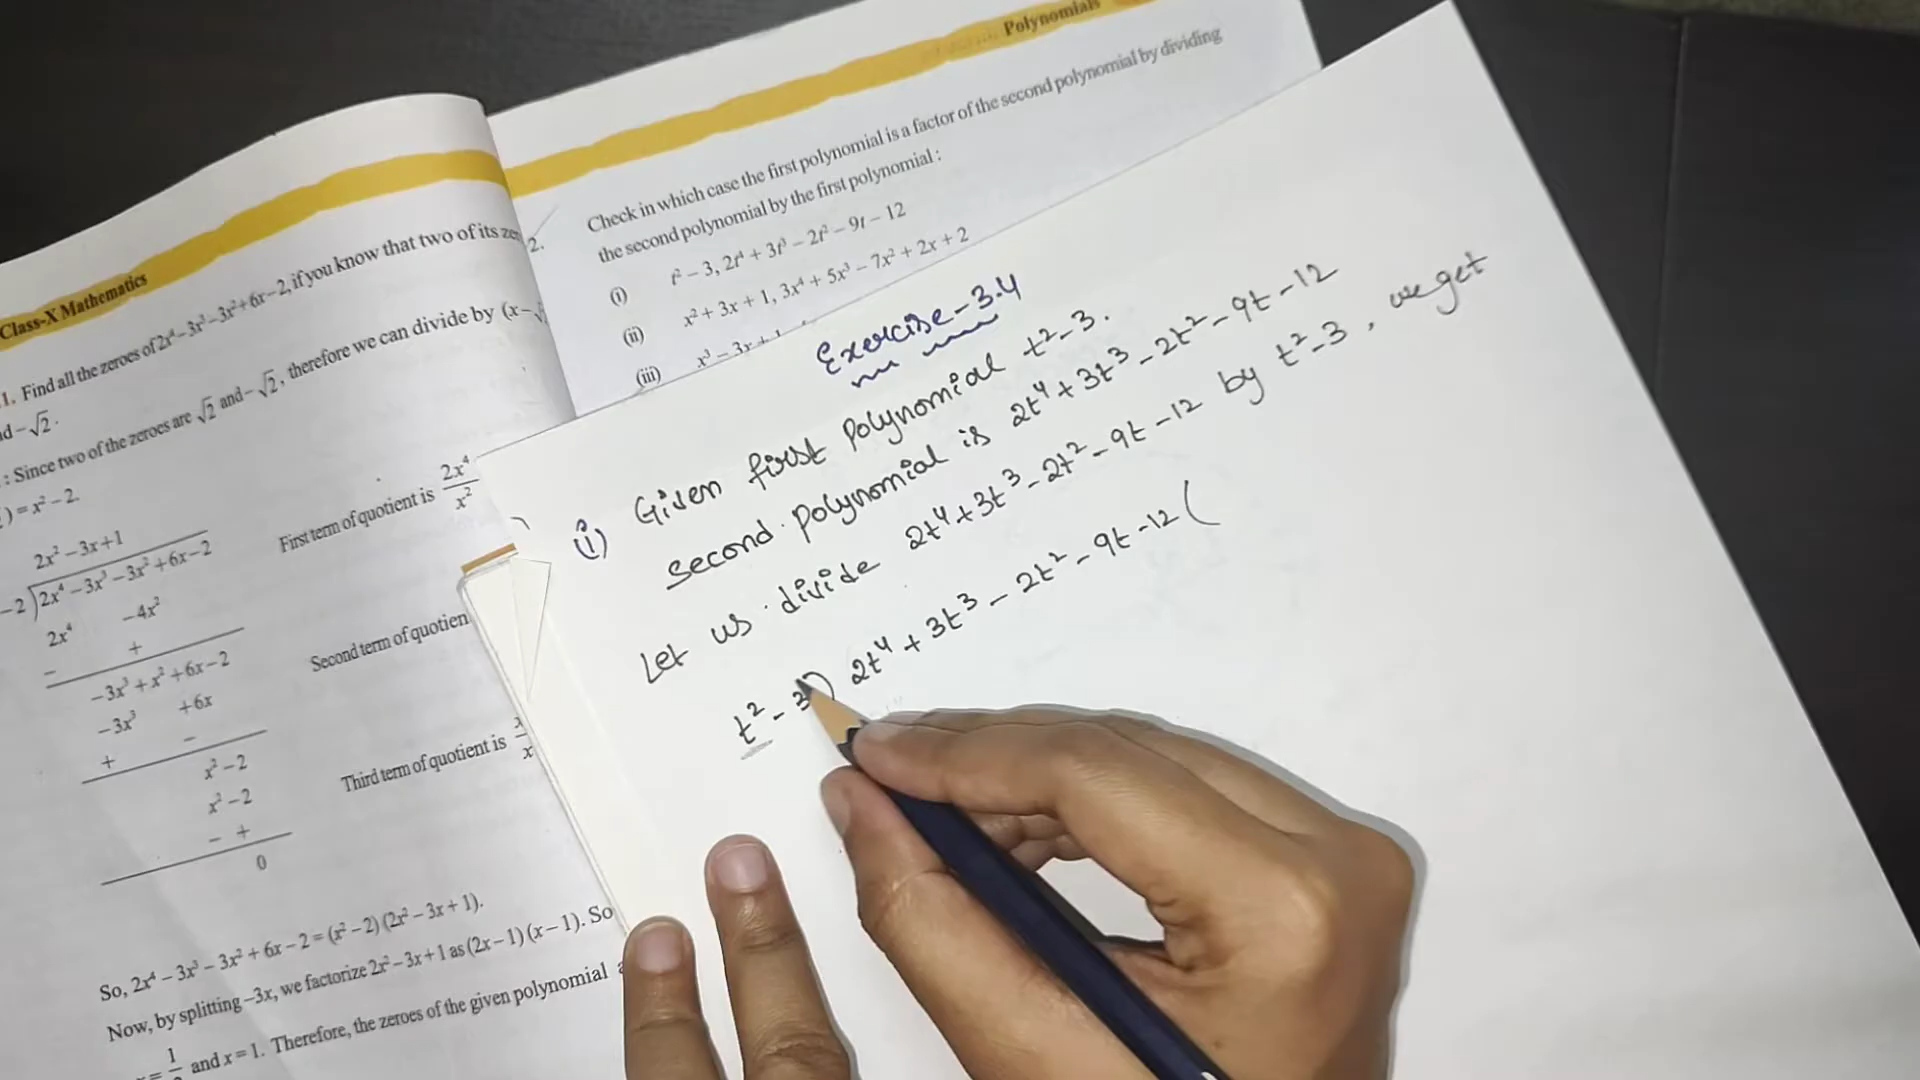 Class-X Mathematics
1. Find all the zeroes of 2x⁴–3x³–3x²+6x–2, if you know that two of its
–√2.
: Since two of the zeroes are √2 and–√2, therefore we can divide by (x–√
) = x² – 2.
2x² – 3x + 1
–2 ) 2x⁴ – 3x³ – 3x² + 6x – 2
First term of quotient is 2x⁴/x²
2x⁴ – 4x²
– +
– 3x³ + x² + 6x – 2
Second term of
– 3x³ + 6x
+ –
x² – 2
Third term of quotient is
x² – 2
– +
0
So, 2x⁴ – 3x³ – 3x² + 6x – 2 = (x² – 2) (2x² – 3x + 1).
Now, by splitting –3x, we factorize 2x² – 3x + 1 as (2x – 1) (x – 1). So
and x = 1. Therefore, the zeroes of the given polynomial
Polynomials
2. Check in which case the first polynomial is a factor of the second polynomial by dividing
the second polynomial by the first polynomial :
(i) t² – 3, 2t⁴ + 3t³ – 2t² – 9t – 12
(ii) x² + 3x + 1, 3x⁴ + 5x³ – 7x² + 2x + 2
(iii) x³ – 3x +
Exercise-3.4
(i) Given first polynomial t²-3.
second polynomial is 2t⁴+3t³-2t²-9t-12
Let us divide 2t⁴+3t³-2t²-9t-12 by t²-3, we get
t²-3) 2t⁴+3t³-2t²-9t-12 (